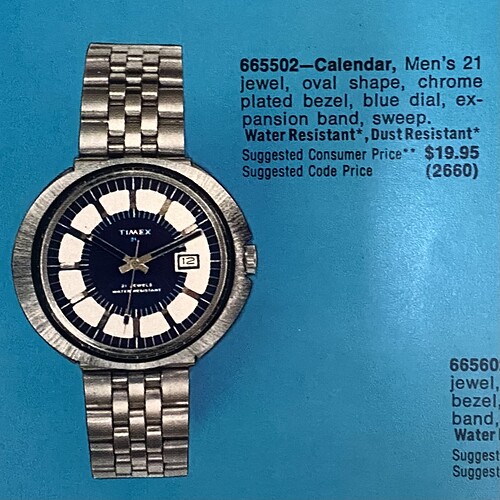 665502—Calendar, Men's 21
jewel, oval shape, chrome
plated bezel, blue dial, ex-
pansion band, sweep.
Water Resistant*, Dust Resistant*
Suggested Consumer Price** $19.95
Suggested Code Price (2660)
TIMEX
21
12
21 JEWELS
WATER RESISTANT
66560
jewel,
bezel,
band,
Water
Suggest
Suggest